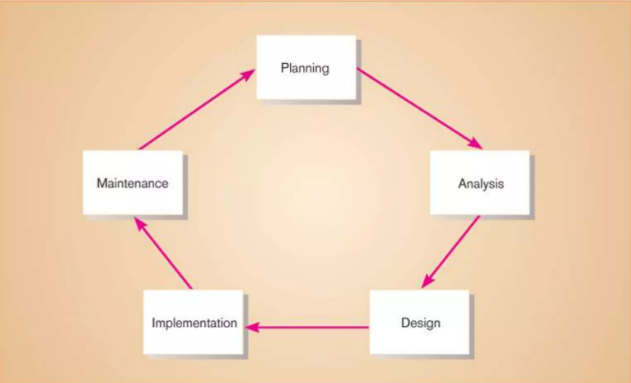 Planning
Analysis
Design
Implementation
Maintenance